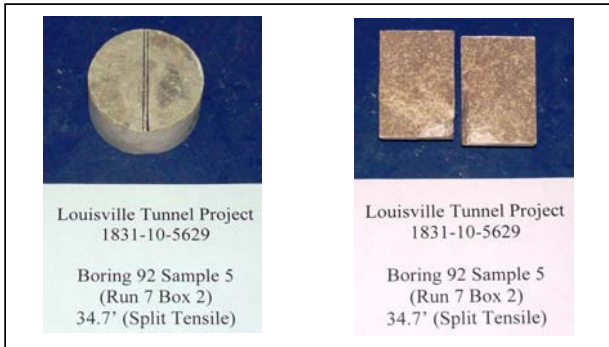 Louisville Tunnel Project
1831-10-5629
Boring 92 Sample 5
(Run 7 Box 2)
34.7' (Split Tensile)
Louisville Tunnel Project
1831-10-5629
Boring 92 Sample 5
(Run 7 Box 2)
34.7' (Split Tensile)